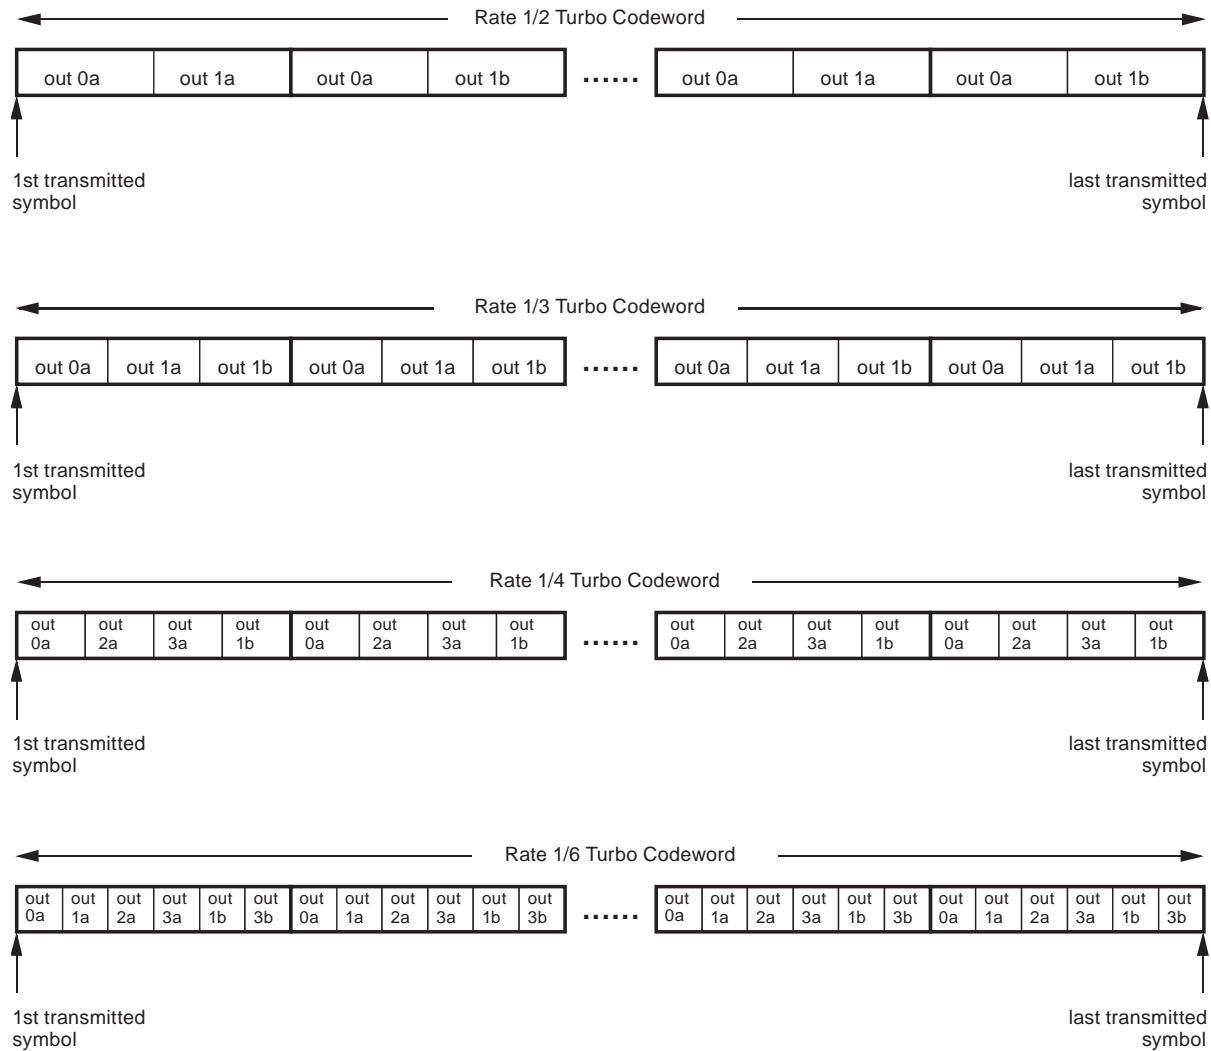 Rate 1/2 Turbo Codeword
out 0a out 1a out 0a out 1b ...... out 0a out 1a out 0a out 1b
1st transmitted
symbol
last transmitted
symbol
Rate 1/3 Turbo Codeword
out 0a out 1a out 1b out 0a out 1a out 1b ...... out 0a out 1a out 1b out 0a out 1a out 1b
1st transmitted
symbol
last transmitted
symbol
Rate 1/4 Turbo Codeword
out out out out out out out out ...... out out out out out out out out
0a 2a 3a 1b 0a 2a 3a 1b 0a 2a 3a 1b 0a 2a 3a 1b
1st transmitted
symbol
last transmitted
symbol
Rate 1/6 Turbo Codeword
out out out out out out out out out out out out ...... out out out out out out out out out out out out
0a 1a 2a 3a 1b 3b 0a 1a 2a 3a 1b 3b 0a 1a 2a 3a 1b 3b 0a 1a 2a 3a 1b 3b
1st transmitted
symbol
last transmitted
symbol